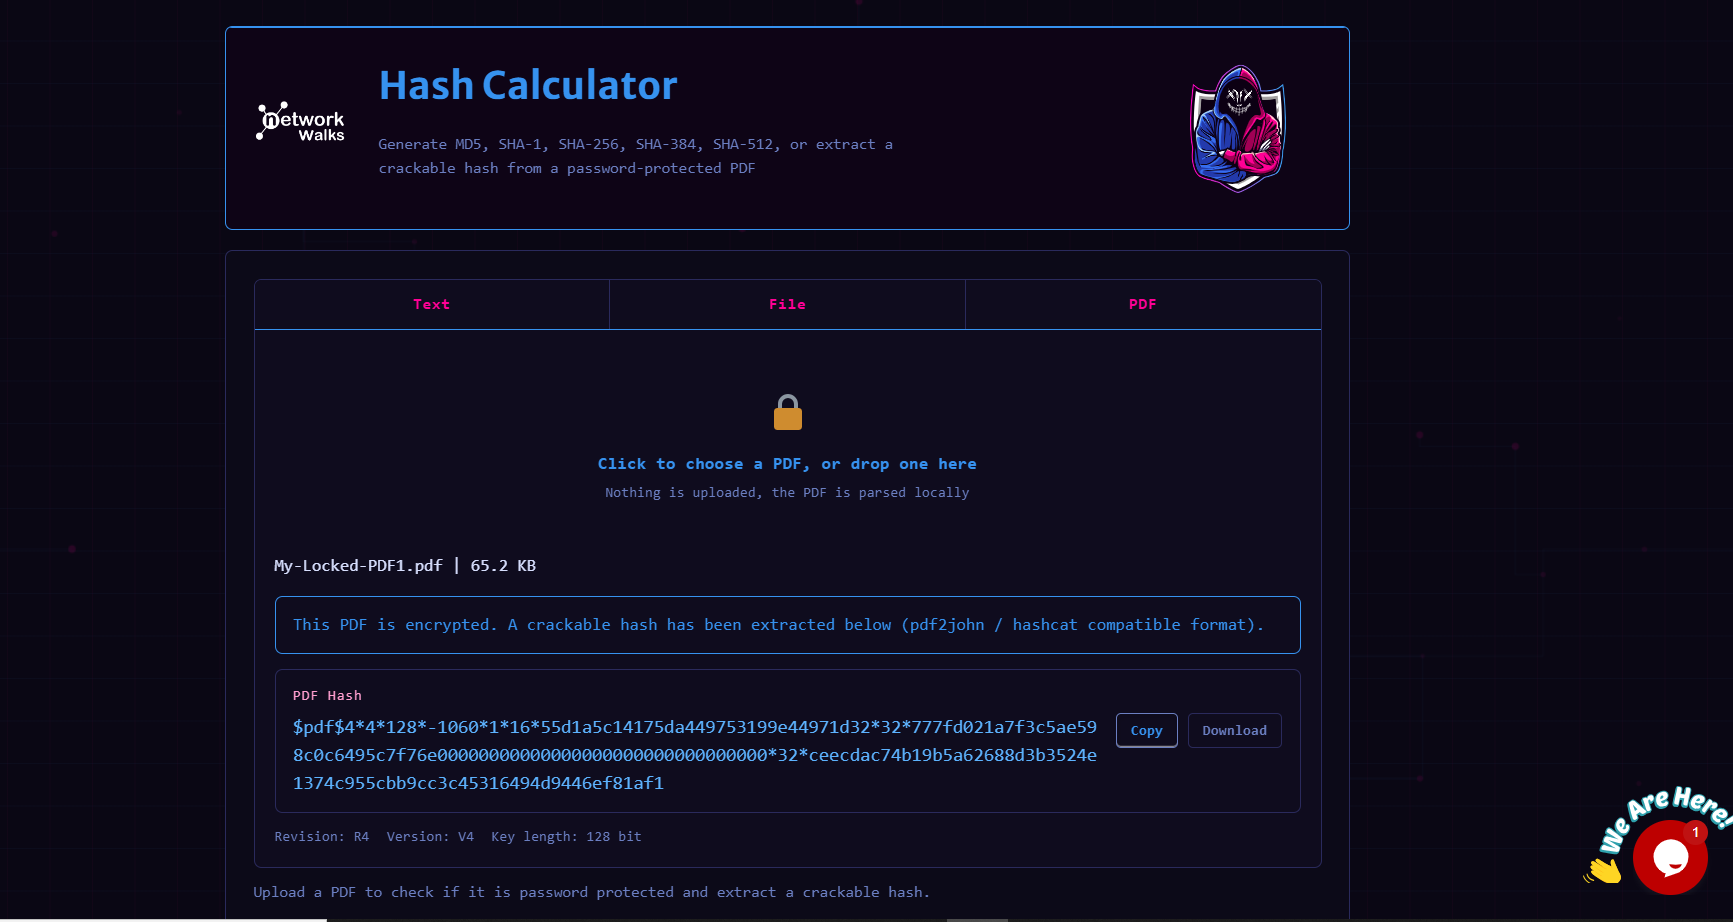 network
Walks
Hash Calculator
Generate MD5, SHA-1, SHA-256, SHA-384, SHA-512, or extract a
crackable hash from a password-protected PDF
Text
File
PDF
Click to choose a PDF, or drop one here
Nothing is uploaded, the PDF is parsed locally
My-Locked-PDF1.pdf | 65.2 KB
This PDF is encrypted. A crackable hash has been extracted below (pdf2john / hashcat compatible format).
PDF Hash
$pdf$4*4*128*-1060*1*16*55d1a5c14175da449753199e44971d32*32*777fd021a7f3c5ae59
8c0c6495c7f76e00000000000000000000000000000000*32*ceecdac74b19b5a62688d3b3524e
1374c955cbb9cc3c45316494d9446ef81af1
Copy
Download
Revision: R4 Version: V4 Key length: 128 bit
Upload a PDF to check if it is password protected and extract a crackable hash.
We Are Here!
1